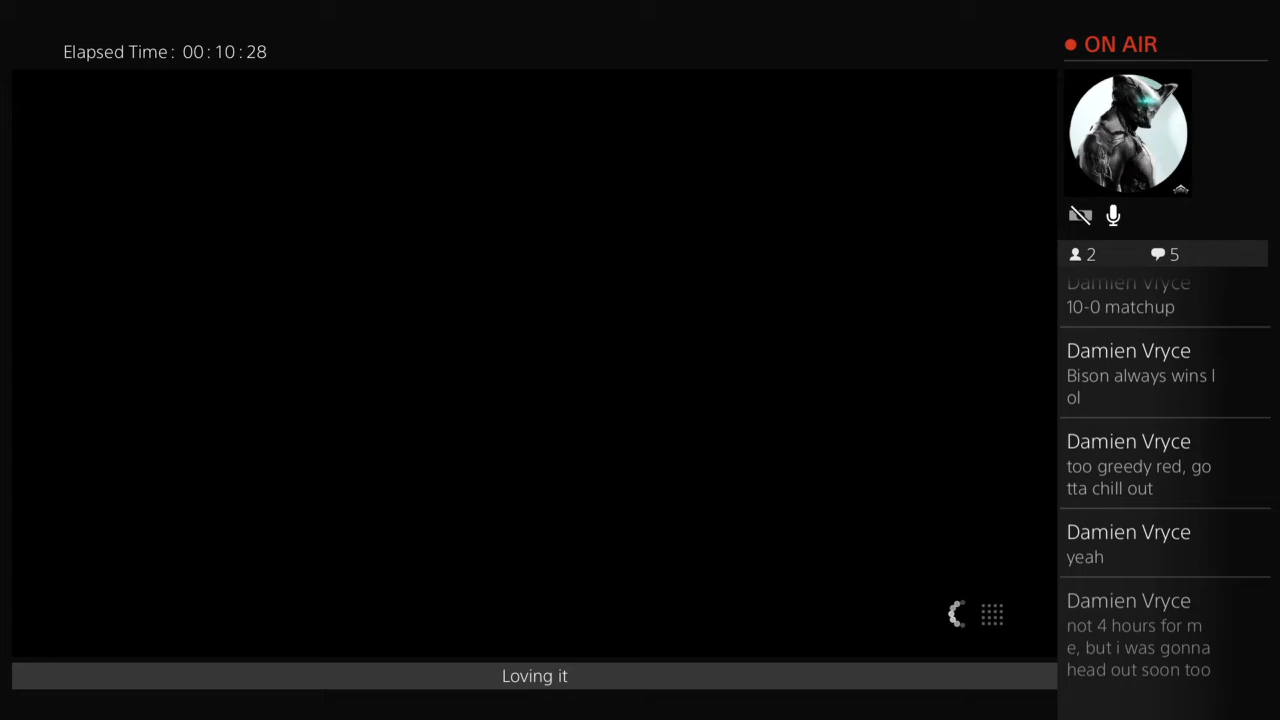 Elapsed Time: 00:10:28
ON AIR
2 5
Damien Vryce
10-0 matchup
Damien Vryce
Bison always wins l
ol
Damien Vryce
too greedy red, go
tta chill out
Damien Vryce
yeah
Damien Vryce
not 4 hours for m
e, but i was gonna
head out soon too
Loving it